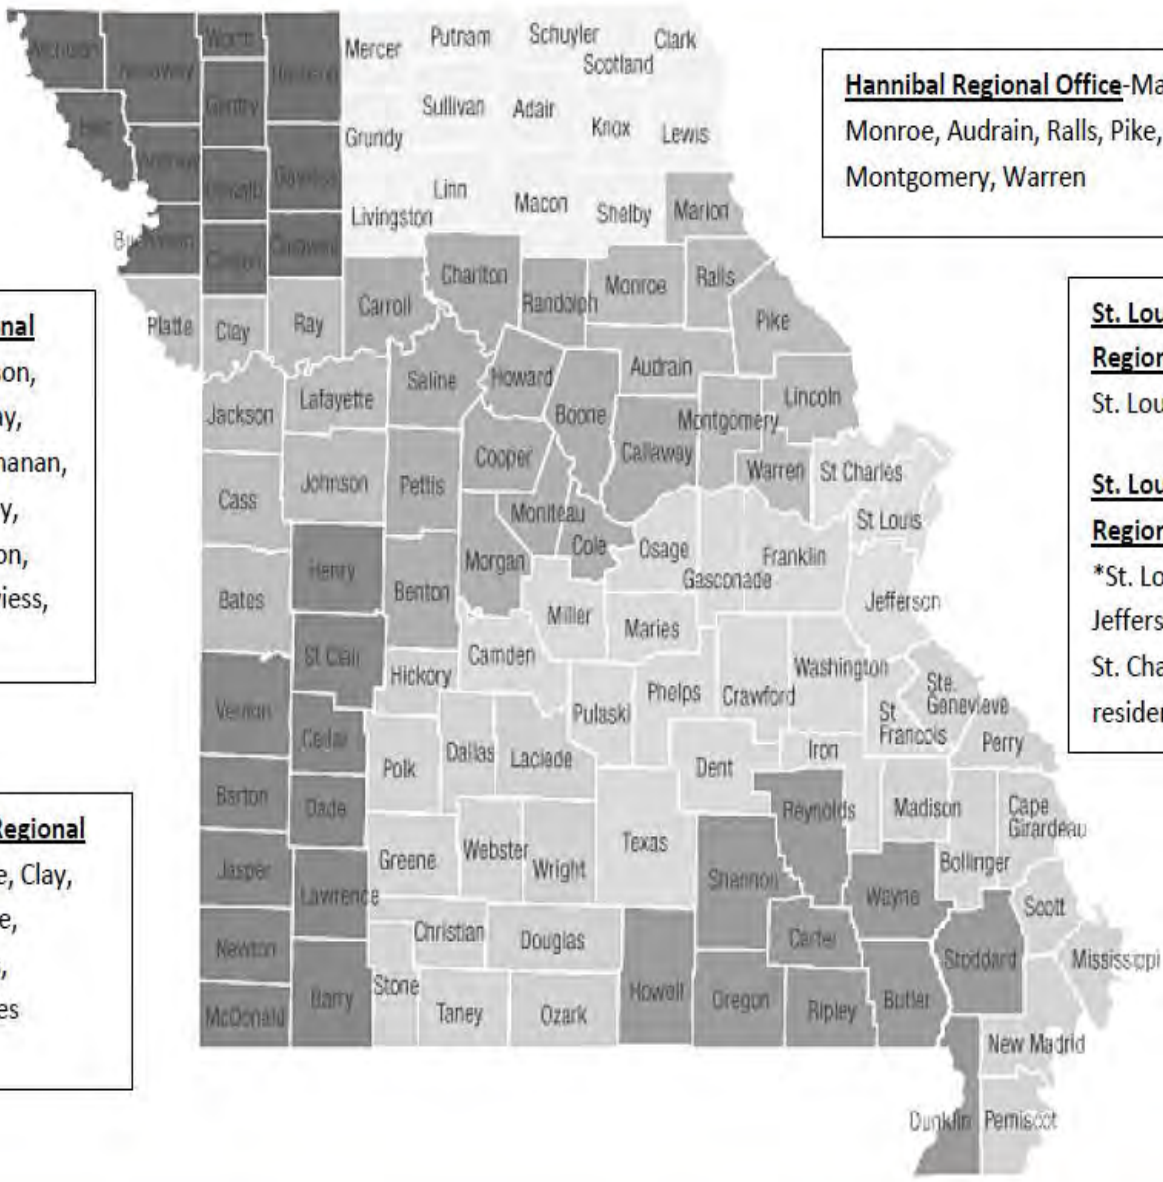 Mercer Putnam Schuyler Clark
Scotland
Worth
Gentry
Sullivan Adair
Grundy Knox Lewis
Linn
Livingston Macon Shelby Marion
Clinton
Chariton Monroe Ralls
Carroll Randolph
Platte Clay Ray Pike
Audrain
Saline Howard
Jackson Lafayette Boone Lincoln
Montgomery
Cooper Callaway
Cass Johnson Pettis Warren St Charles
Moniteau St Louis
Cole Osage
Henry Morgan Gasconade Franklin
Bates Benton Jefferson
Miller Maries
St Clair Camden Washington
Hickory Phelps Crawford Ste.
Vernon Pulaski St Genevieve
Cedar Francois
Polk Dallas Laclede Dent Iron Perry
Barton Dade Reynolds Madison Cape
Girardeau
Greene Webster Wright Texas Bollinger
Jasper Shannon
Lawrence Wayne Scott
Christian Douglas Carter
Newton Stoddard Mississippi
Stone Howell Oregon Ripley Butler
McDonald Barry Taney Ozark
New Madrid
Dunklin Pemiscot
Hannibal Regional Office-Ma
Monroe, Audrain, Ralls, Pike,
Montgomery, Warren
nal
son,
ay,
hanan,
y,
on,
viess,
Regional
e, Clay,
e,
,
es
St. Lou
Region
St. Lou
St. Lou
Region
*St. Lo
Jeffers
St. Cha
resider